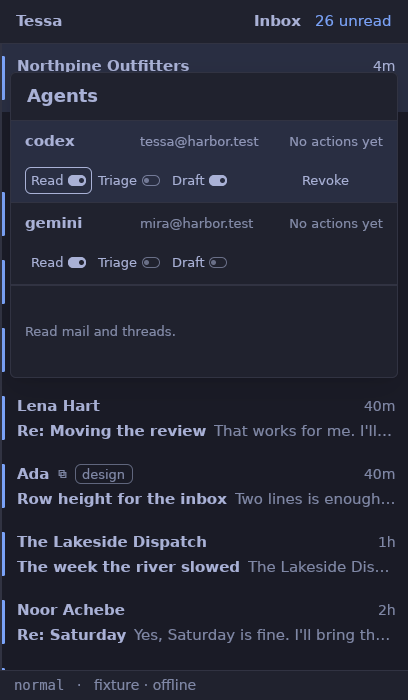 Tessa Inbox 26 unread
Northpine Outfitters 4m
Agents
codex tessa@harbor.test No actions yet
Read Triage Draft Revoke
gemini mira@harbor.test No actions yet
Read Triage Draft
Read mail and threads.
Lena Hart 40m
Re: Moving the review That works for me. I'll...
Ada design 40m
Row height for the inbox Two lines is enough...
The Lakeside Dispatch 1h
The week the river slowed The Lakeside Dis...
Noor Achebe 2h
Re: Saturday Yes, Saturday is fine. I'll bring th...
normal · fixture · offline